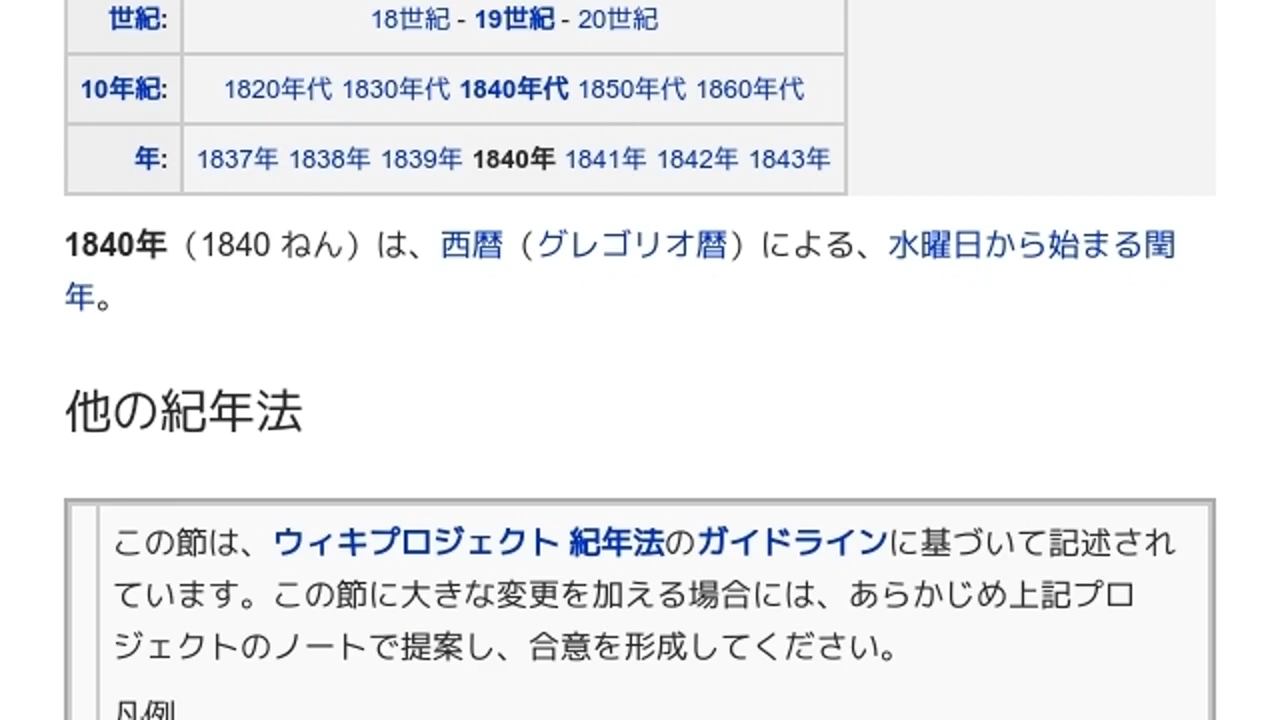 世紀: 18世紀 - 19世紀 - 20世紀
10年紀: 1820年代 1830年代 1840年代 1850年代 1860年代
年: 1837年 1838年 1839年 1840年 1841年 1842年 1843年
1840年（1840 ねん）は、西暦（グレゴリオ暦）による、水曜日から始まる閏
年。
他の紀年法
この節は、ウィキプロジェクト 紀年法のガイドラインに基づいて記述され
ています。この節に大きな変更を加える場合には、あらかじめ上記プロ
ジェクトのノートで提案し、合意を形成してください。
凡例